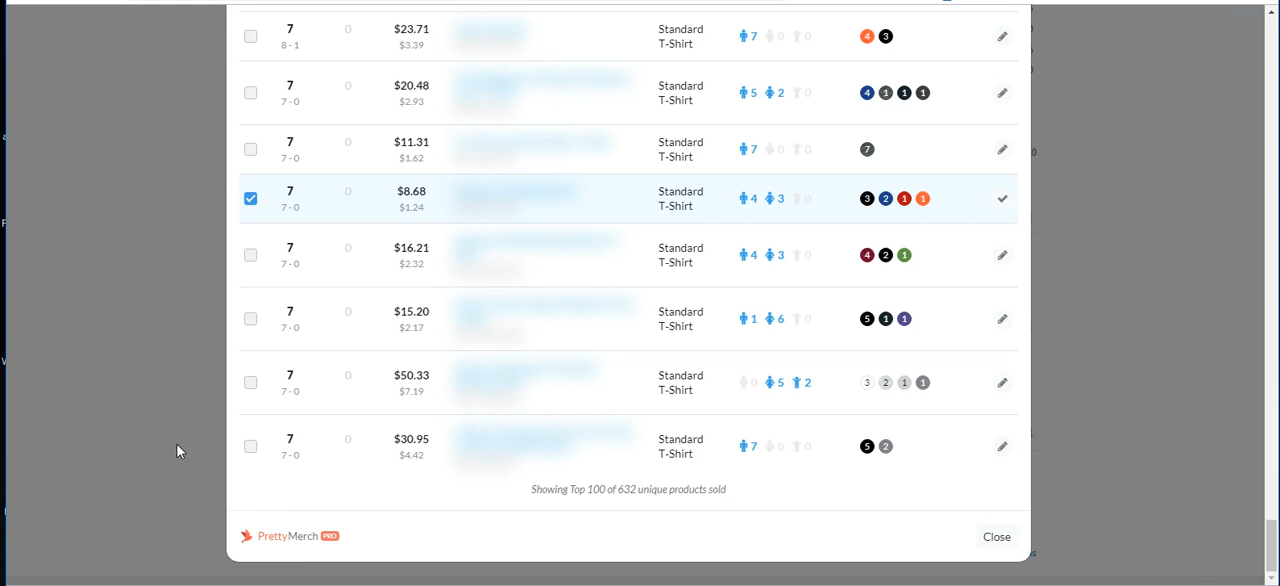 7 0 $23.71 Standard 7 0 0 4 3
8 - 1 $3.39 T-Shirt
7 0 $20.48 Standard 5 2 0 4 1 1 1
7 - 0 $2.93 T-Shirt
7 0 $11.31 Standard 7 0 0 7
7 - 0 $1.62 T-Shirt
7 0 $8.68 Standard 4 3 0 3 2 1 1
7 - 0 $1.24 T-Shirt
7 0 $16.21 Standard 4 3 0 4 2 1
7 - 0 $2.32 T-Shirt
7 0 $15.20 Standard 1 6 0 5 1 1
7 - 0 $2.17 T-Shirt
7 0 $50.33 Standard 0 5 2 3 2 1 1
7 - 0 $7.19 T-Shirt
7 0 $30.95 Standard 7 0 0 5 2
7 - 0 $4.42 T-Shirt
Showing Top 100 of 632 unique products sold
PrettyMerch PRO Close